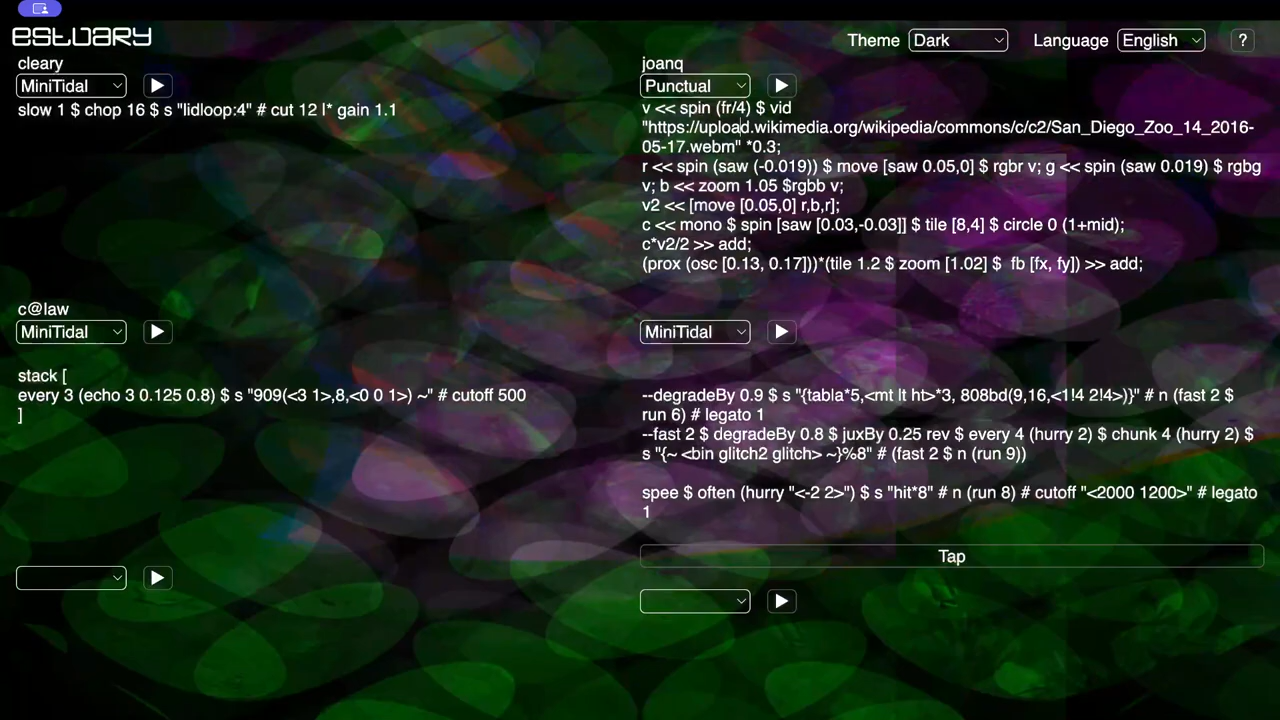 estuary
Theme Dark Language English ?
cleary
MiniTidal
slow 1 $ chop 16 $ s "lidloop:4" # cut 12 |* gain 1.1
joanq
Punctual
v << spin (fr/4) $ vid
"https://upload.wikimedia.org/wikipedia/commons/c/c2/San_Diego_Zoo_14_2016-
05-17.webm" *0.3;
r << spin (saw (-0.019)) $ move [saw 0.05,0] $ rgbr v; g << spin (saw 0.019) $ rgbg
v; b << zoom 1.05 $rgbb v;
v2 << [move [0.05,0] r,b,r];
c << mono $ spin [saw [0.03,-0.03]] $ tile [8,4] $ circle 0 (1+mid);
c*v2/2 >> add;
(prox (osc [0.13, 0.17]))*(tile 1.2 $ zoom [1.02] $  fb [fx, fy]) >> add;
c@law
MiniTidal
stack [
every 3 (echo 3 0.125 0.8) $ s "909(<3 1>,8,<0 0 1>) ~" # cutoff 500
]
MiniTidal
--degradeBy 0.9 $ s "{tabla*5,<mt lt ht>*3, 808bd(9,16,<1!4 2!4>)}" # n (fast 2 $
run 6) # legato 1
--fast 2 $ degradeBy 0.8 $ juxBy 0.25 rev $ every 4 (hurry 2) $ chunk 4 (hurry 2) $
s "{~ <bin glitch2 glitch> ~}%8" # (fast 2 $ n (run 9))
spee $ often (hurry "<-2 2>") $ s "hit*8" # n (run 8) # cutoff "<2000 1200>" # legato
1
Tap